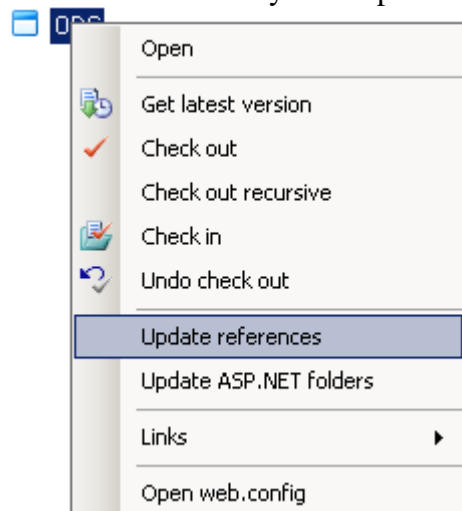 Open
Get latest version
Check out
Check out recursive
Check in
Undo check out
Update references
Update ASP.NET folders
Links
Open web.config